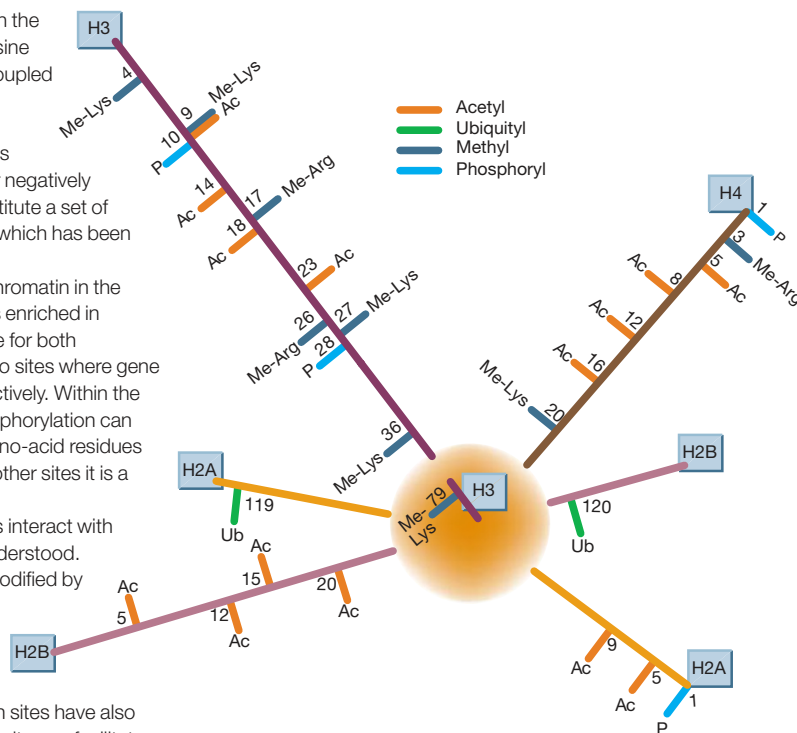 n the
sine
oupled
s
negatively
titute a set of
which has been
hromatin in the
s enriched in
e for both
o sites where gene
ctively. Within the
phorylation can
no-acid residues
other sites it is a
s interact with
derstood.
odified by
n sites have also
H3
4
Me-Lys
9
Me-Lys
Ac
10
P
14
Ac
17
Me-Arg
18
Ac
23
Ac
26
Me-Arg
27
Me-Lys
28
P
36
Me-Lys
Acetyl
Ubiquityl
Methyl
Phosphoryl
H4
1
P
3
Me-Arg
5
Ac
8
Ac
12
Ac
16
Ac
20
Me-Lys
H2A
119
Ub
H3
79
Me-
Lys
H2B
120
Ub
H2B
5
Ac
12
Ac
15
Ac
20
Ac
H2A
9
Ac
5
Ac
1
P